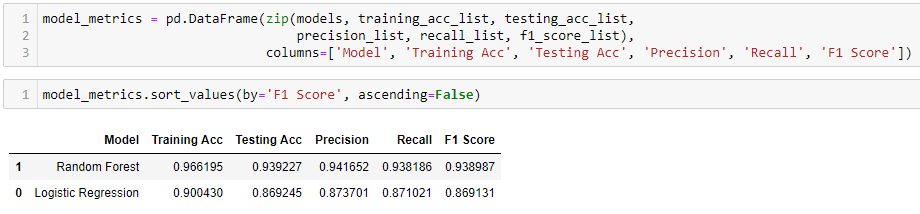 1 model_metrics = pd.DataFrame(zip(models, training_acc_list, testing_acc_list,
2 precision_list, recall_list, f1_score_list),
3 columns=['Model', 'Training Acc', 'Testing Acc', 'Precision', 'Recall', 'F1 Score'])
1 model_metrics.sort_values(by='F1 Score', ascending=False)
Model Training Acc Testing Acc Precision Recall F1 Score
1 Random Forest 0.966195 0.939227 0.941652 0.938186 0.938987
0 Logistic Regression 0.900430 0.869245 0.873701 0.871021 0.869131